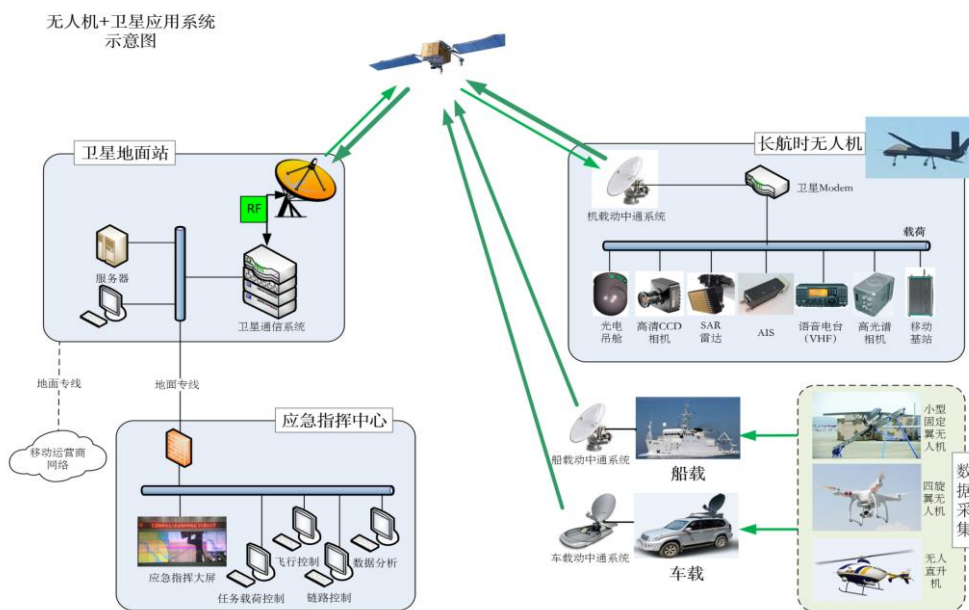 无人机+卫星应用系统
示意图
卫星地面站
RF
服务器
卫星通信系统
地面专线
地面专线
移动运营商
网络
应急指挥中心
应急指挥大屏
任务载荷控制
飞行控制
链路控制
数据分析
长航时无人机
机载动中通系统
卫星Modem
载荷
光电
吊舱
高清CCD
相机
SAR
雷达
AIS
语音电台
(VHF)
高光谱
相机
移动
基站
船载动中通系统
船载
车载动中通系统
车载
小型
固定
翼无
人机
四旋
翼无
人机
无人
直升
机
数
据
采
集